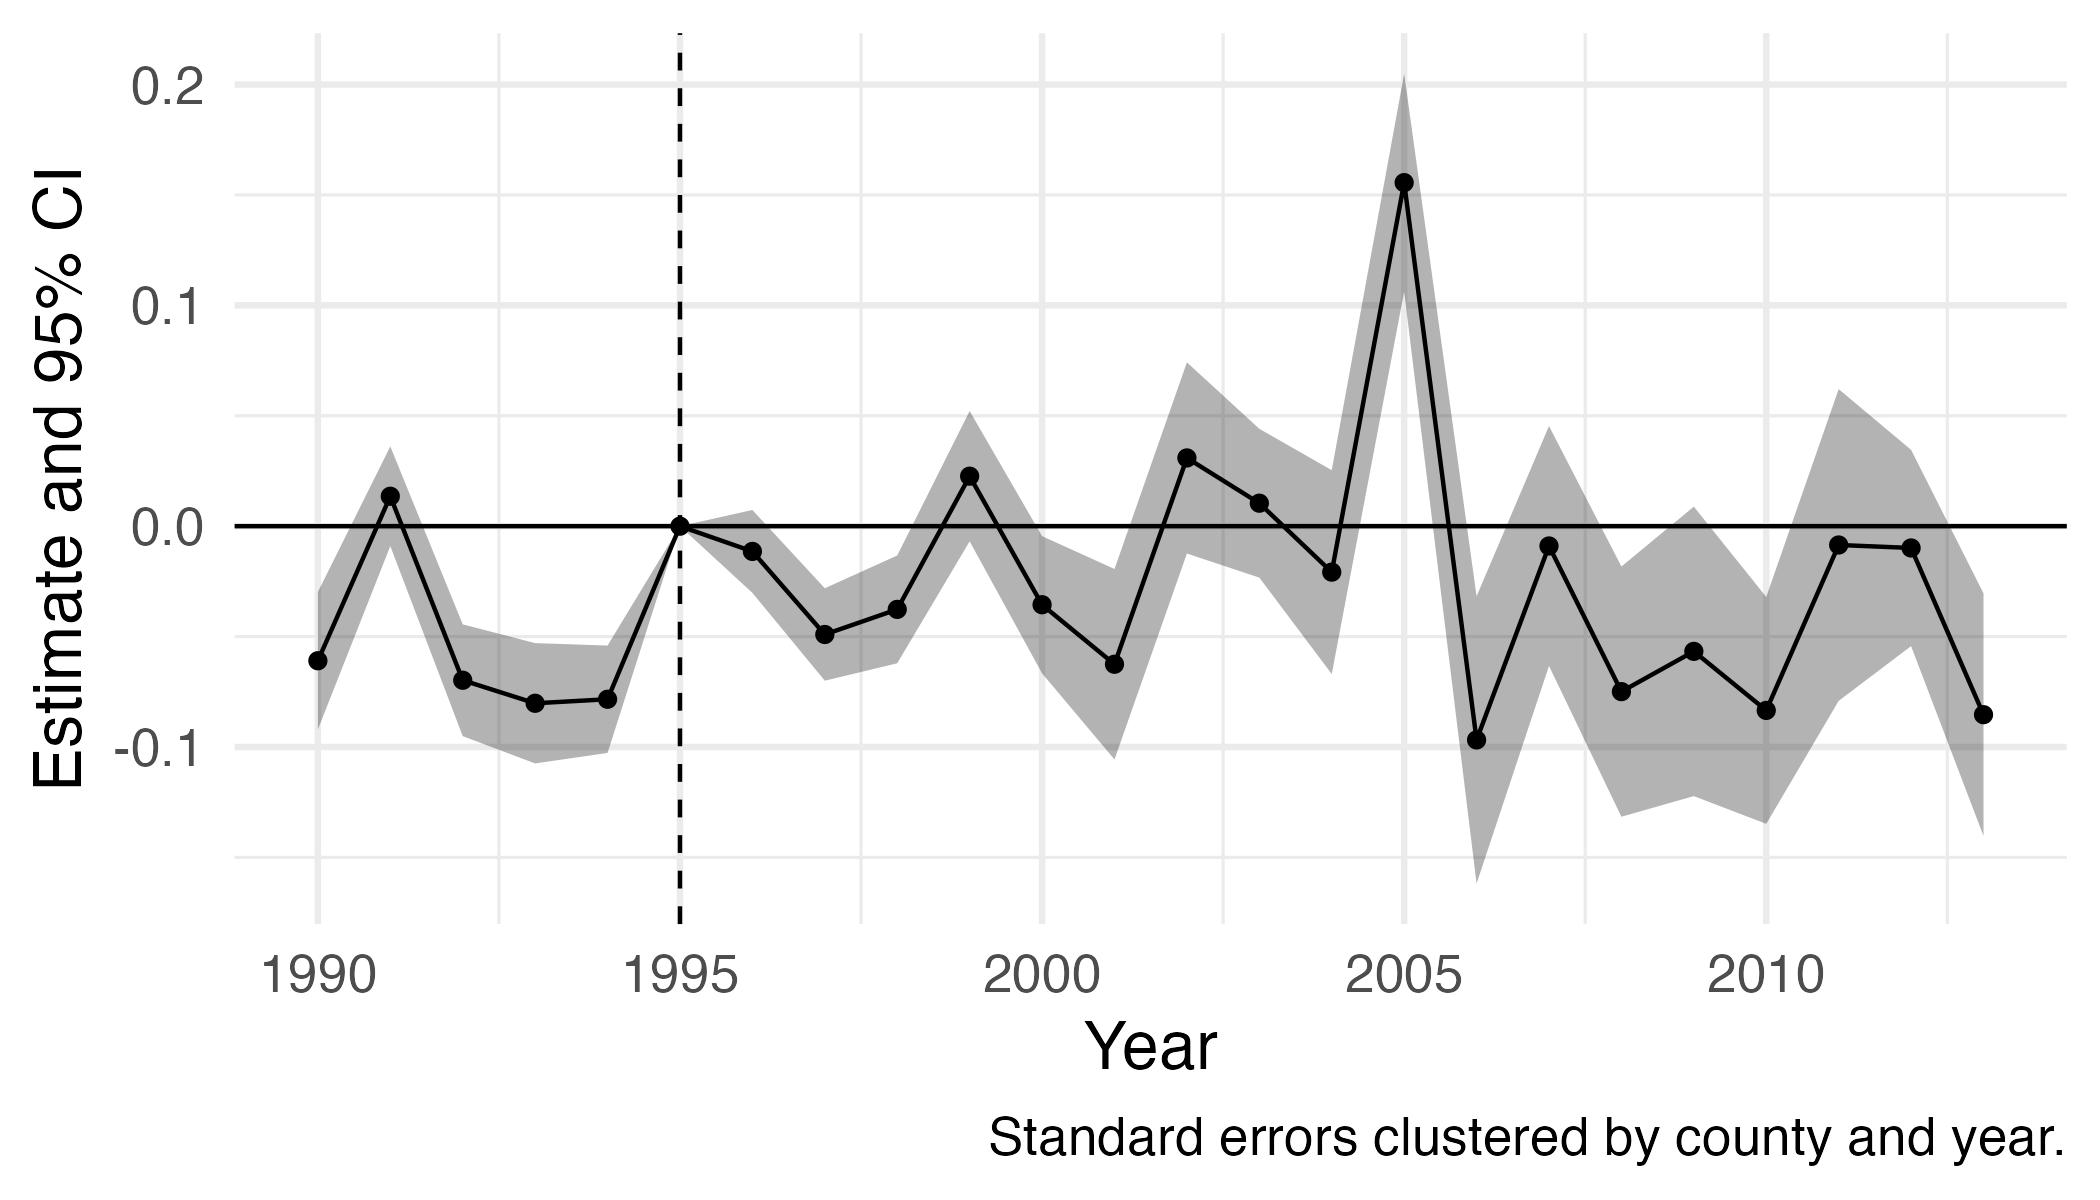 Estimate and 95% CI
0.2
0.1
0.0
-0.1
1990 1995 2000 2005 2010
Year
Standard errors clustered by county and year.